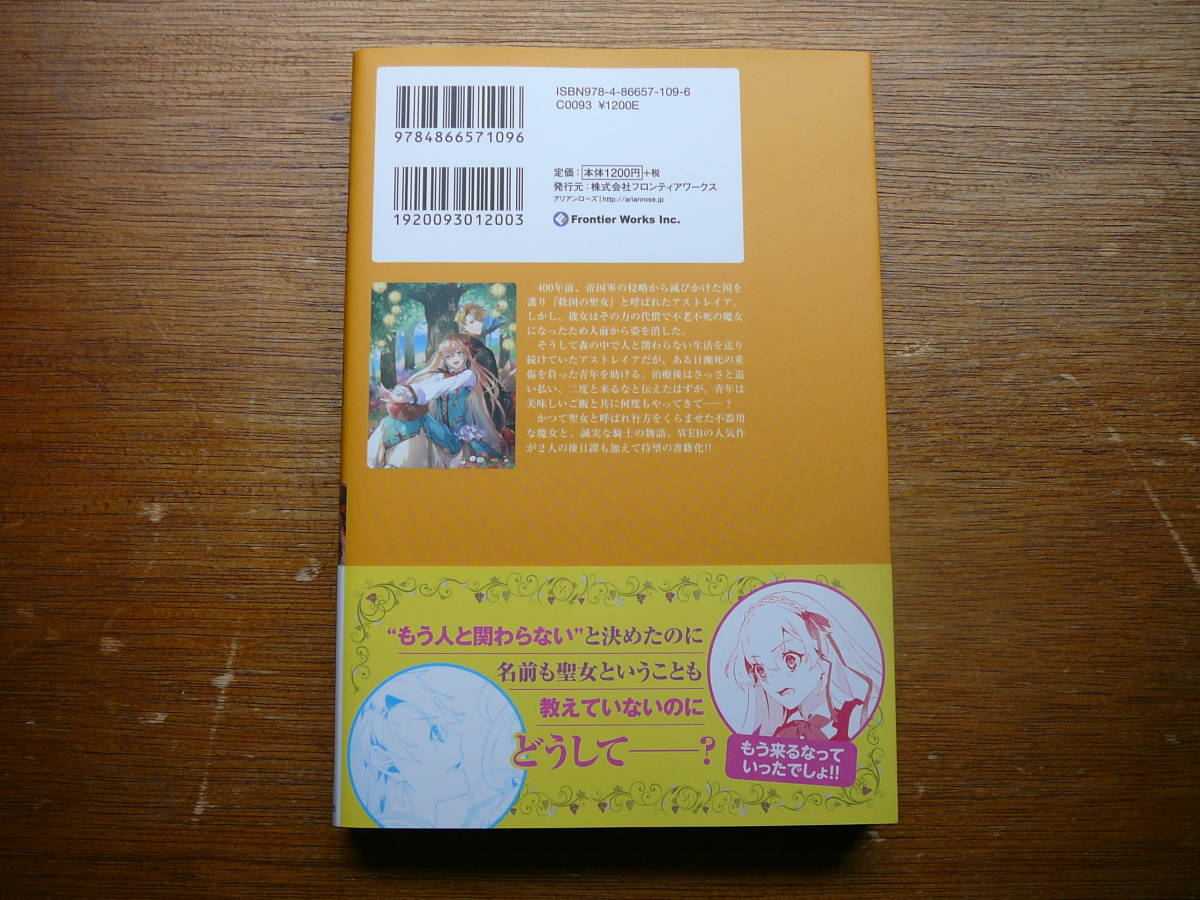 ISBN978-4-86657-109-6
C0093 ¥1200E
9784866571096
定価：本体1200円+税
発行元：株式会社フロンティアワークス
アリアンローズ|http://arianrose.jp
1920093012003
Frontier Works Inc.
400年前、帝国軍の侵略から滅びかけた国を
護り『救国の聖女』と呼ばれたアストレイア。
しかし、彼女はその力の代償で不老不死の魔女
になったため人前から姿を消した。
そうして森の中で人と関わらない生活を送り
続けていたアストレイアだが、ある日瀕死の重
傷を負った青年を助ける。治療後はさっさと追
い払い、二度と来るなと伝えたはずが、青年は
美味しいご飯と共に何度もやってきて――？
かつて聖女と呼ばれ行方をくらませた不器用
な魔女と、誠実な騎士の物語。WEBの人気作
が２人の後日譚も加えて待望の書籍化!!
“もう人と関わらない”と決めたのに
名前も聖女ということも
教えていないのに
どうして――？
もう来るなって
いったでしょ!!